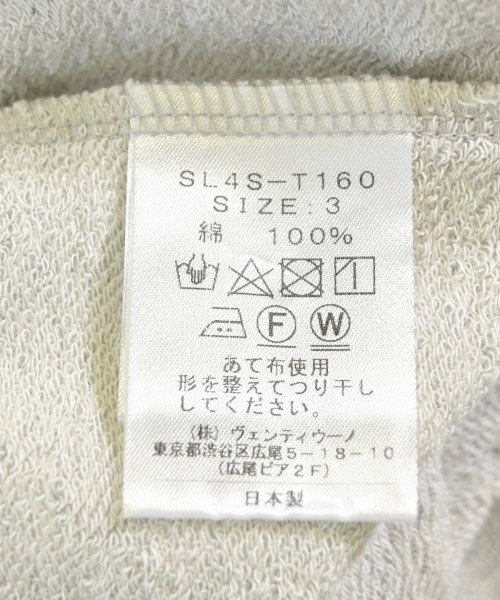 SL4S-T160
SIZE:3
綿 100%
F W
あて布使用
形を整えてつり干し
してください。
(株) ヴェンティウーノ
東京都渋谷区広尾5-18-10
(広尾ピア2F)
日本製